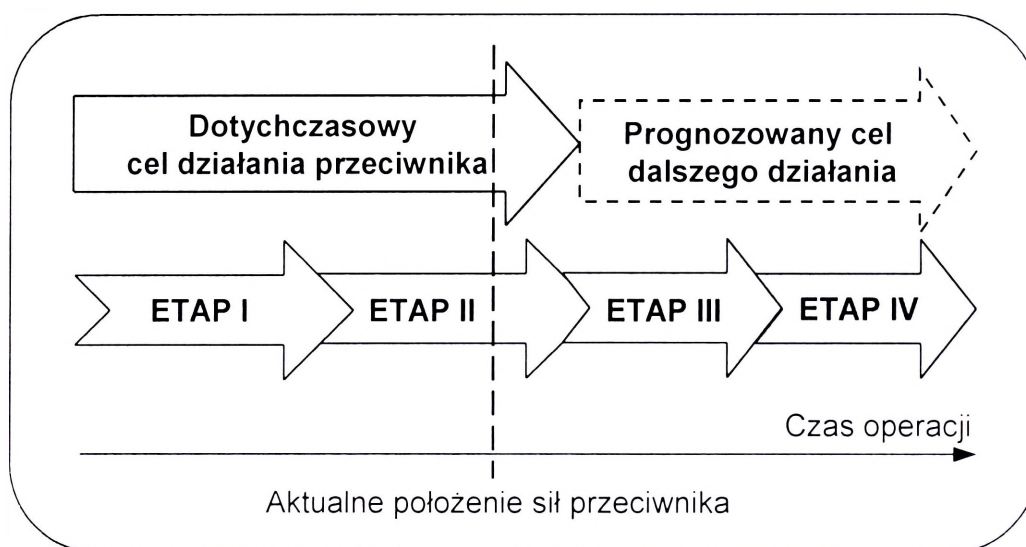 Dotychczasowy
cel działania przeciwnika
Prognozowany cel
dalszego działania
ETAP I
ETAP II
ETAP III
ETAP IV
Czas operacji
Aktualne położenie sił przeciwnika